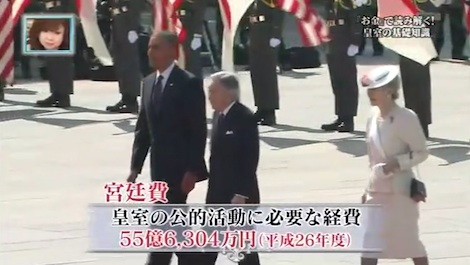 お金で読み解く!
皇室の基礎知識
宮廷費
皇室の公的活動に必要な経費
55億6,304万円(平成26年度)